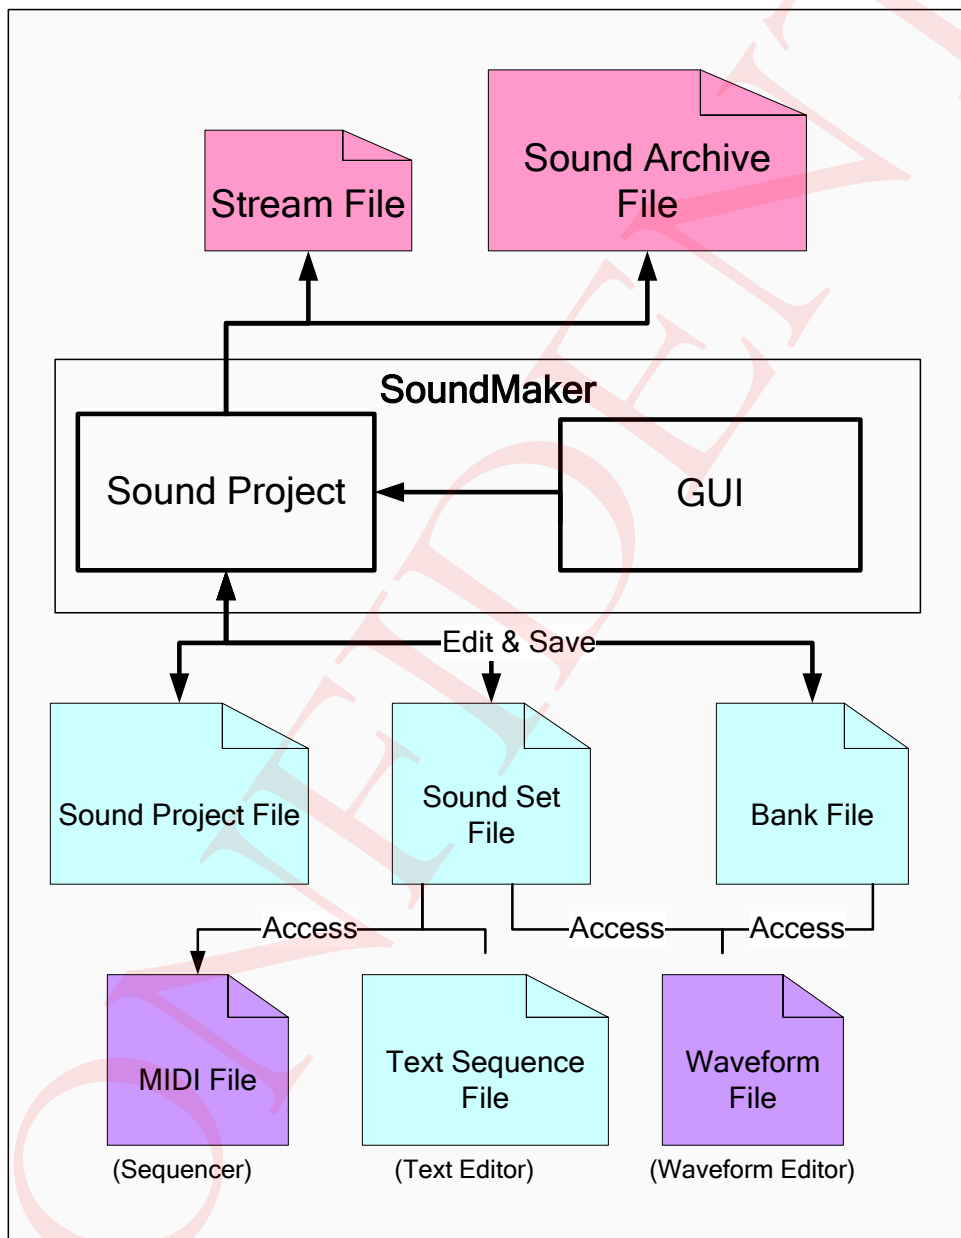 Stream File
Sound Archive
File
SoundMaker
Sound Project
GUI
Edit & Save
Sound Project File
Sound Set
File
Bank File
Access
Access
Access
MIDI File
Text Sequence
File
Waveform
File
(Sequencer)
(Text Editor)
(Waveform Editor)
ONFIDENT